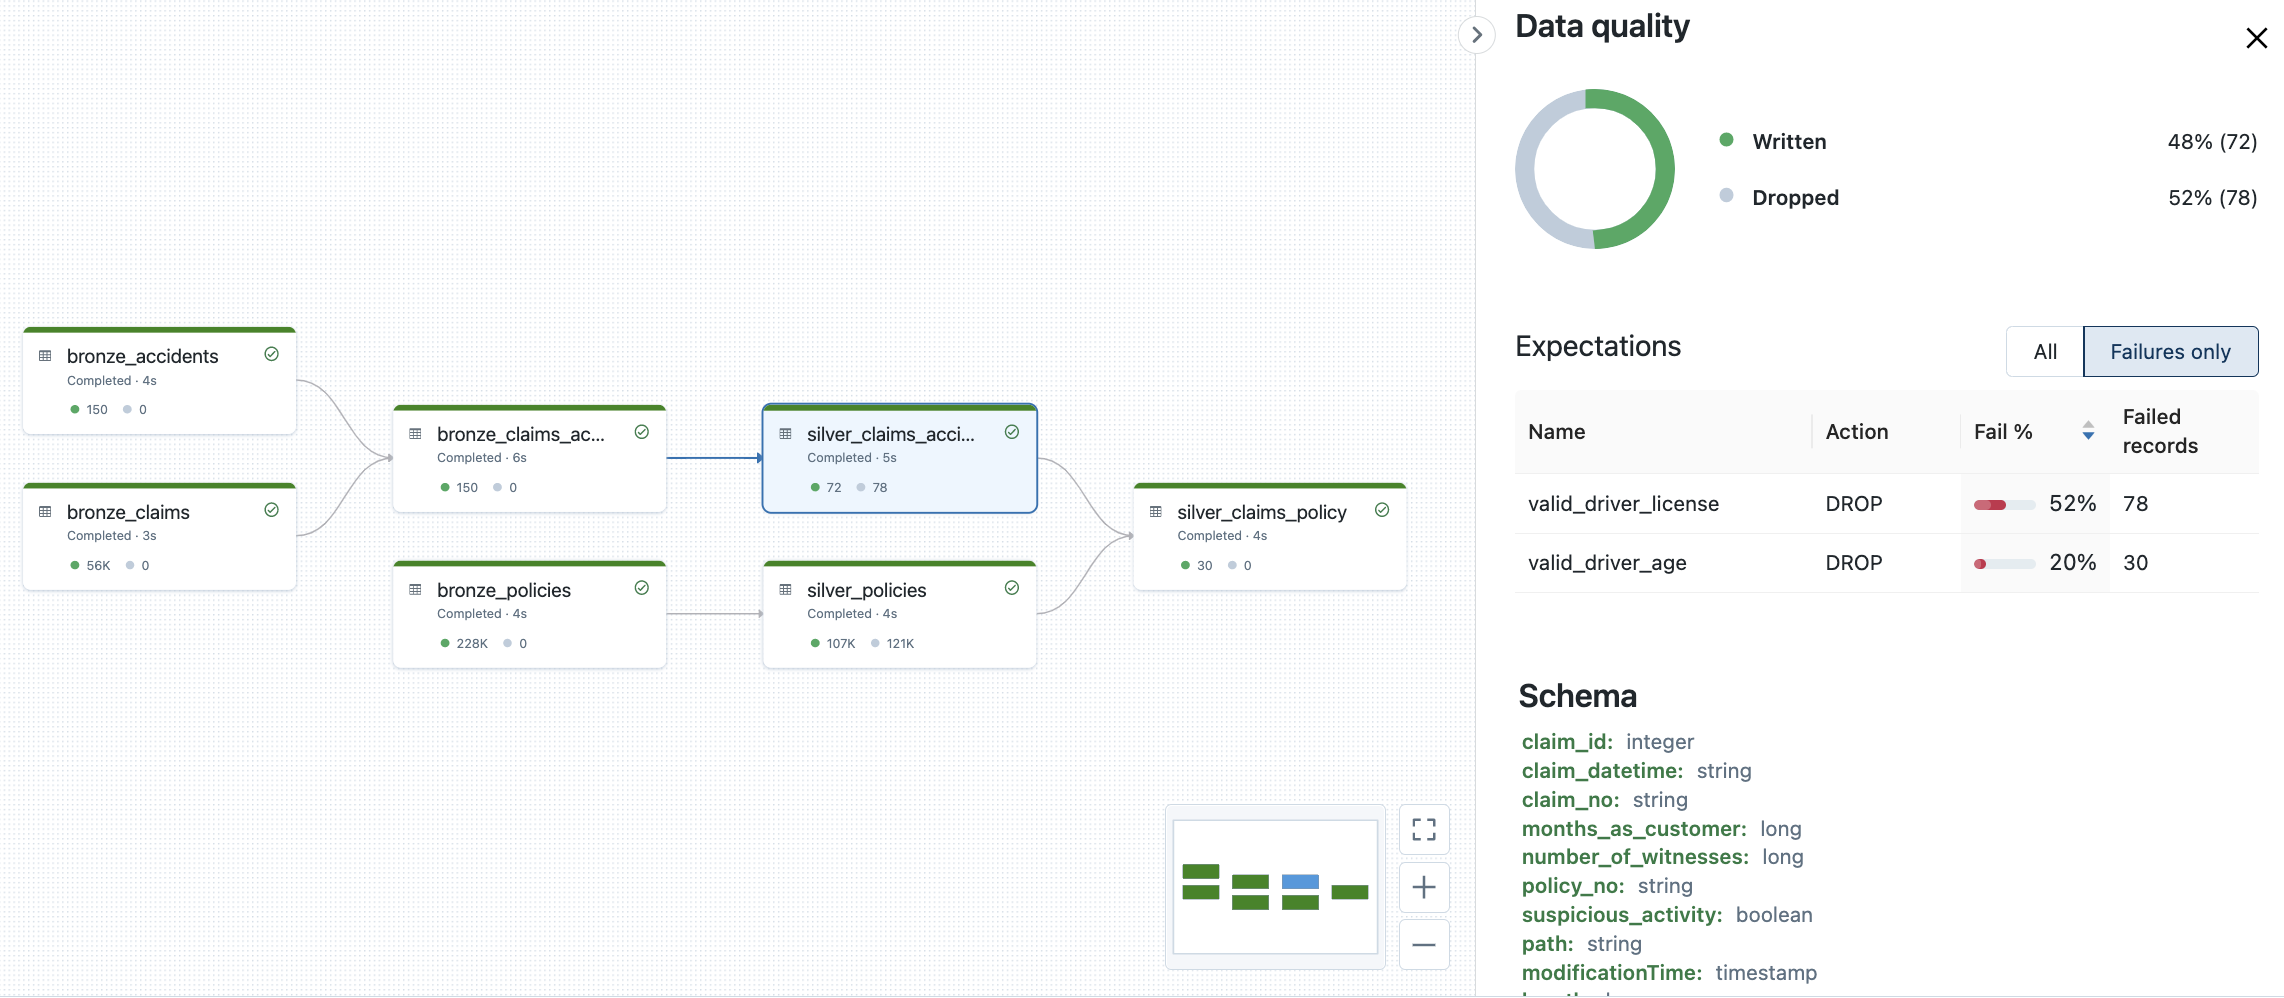 bronze_accidents
Completed · 4s
150 0
bronze_claims
Completed · 3s
56K 0
bronze_claims_ac...
Completed · 6s
150 0
bronze_policies
Completed · 4s
228K 0
silver_claims_acci...
Completed · 5s
72 78
silver_policies
Completed · 4s
107K 121K
silver_claims_policy
Completed · 4s
30 0
Data quality
Written 48% (72)
Dropped 52% (78)
Expectations
All Failures only
Name Action Fail % Failed records
valid_driver_license DROP 52% 78
valid_driver_age DROP 20% 30
Schema
claim_id: integer
claim_datetime: string
claim_no: string
months_as_customer: long
number_of_witnesses: long
policy_no: string
suspicious_activity: boolean
path: string
modificationTime: timestamp